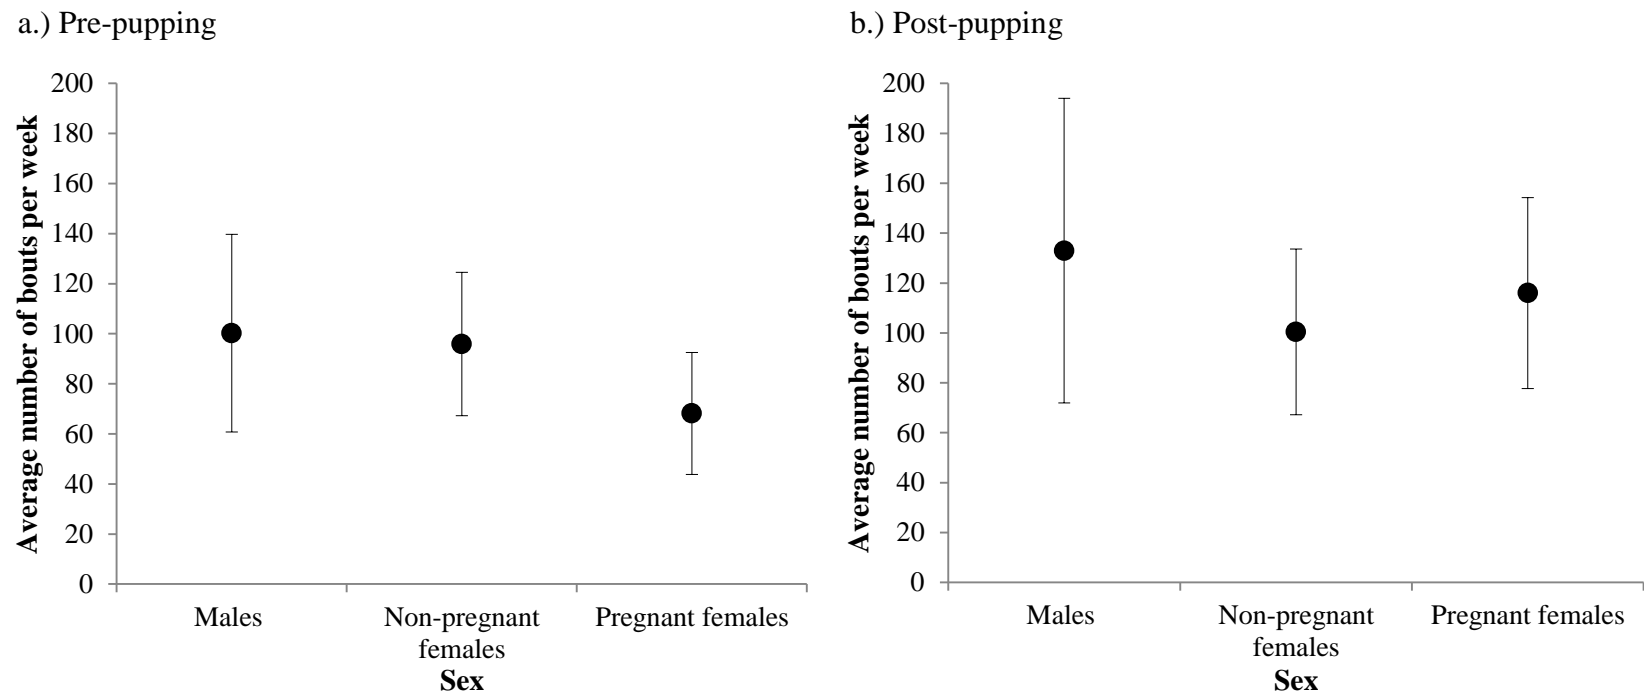 a.) Pre-pupping
Average number of bouts per week
200
180
160
140
120
100
80
60
40
20
0
Males
Non-pregnant
females
Pregnant females
Sex
b.) Post-pupping
Average number of bouts per week
200
180
160
140
120
100
80
60
40
20
0
Males
Non-pregnant
females
Pregnant females
Sex